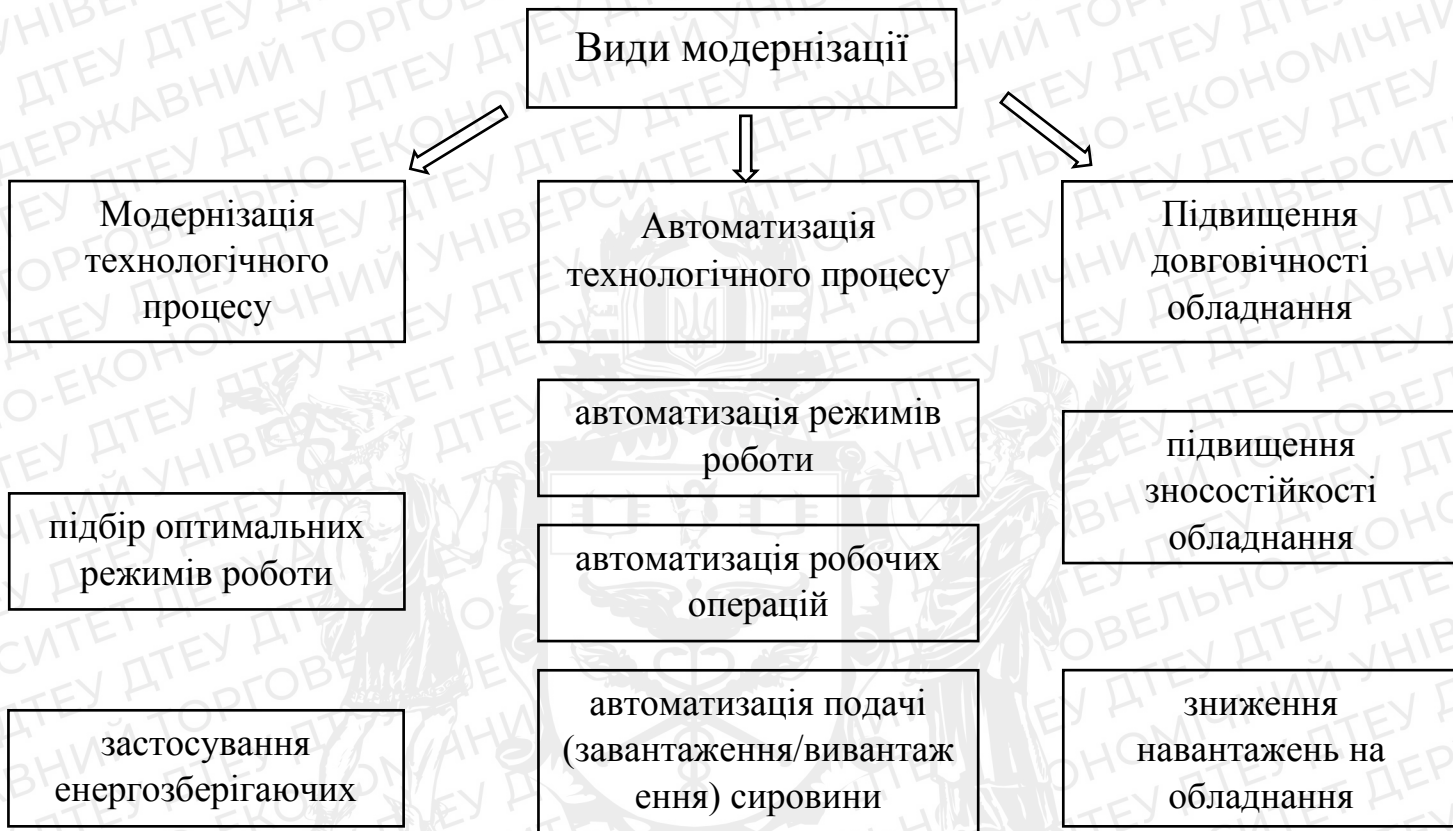 Види модернізації
Модернізація
технологічного
процесу
підбір оптимальних
режимів роботи
застосування
енергозберігаючих
Автоматизація
технологічного процесу
автоматизація режимів
роботи
автоматизація робочих
операцій
автоматизація подачі
(завантаження/вивантаж
ення) сировини
Підвищення
довговічності
обладнання
підвищення
зносостійкості
обладнання
зниження
навантажень на
обладнання